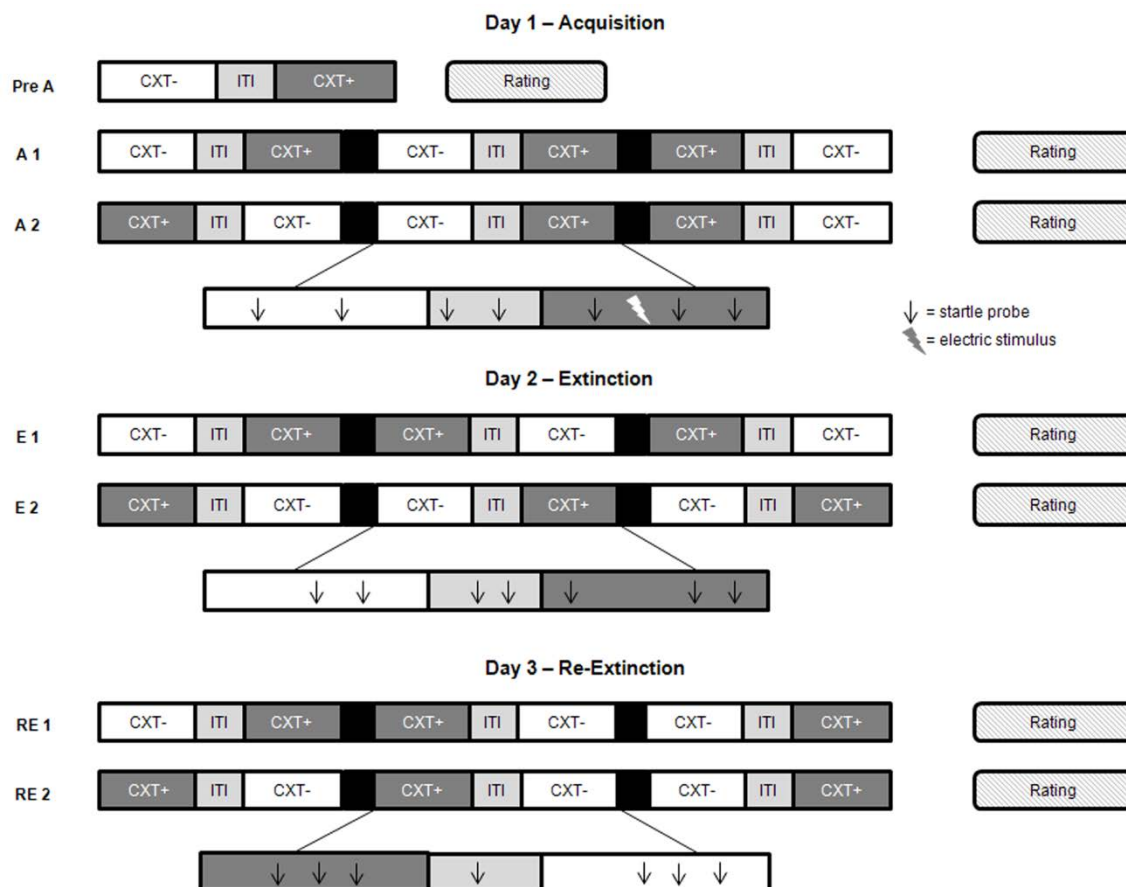 Day 1 – Acquisition
Pre A CXT- ITI CXT+ Rating
A 1 CXT- ITI CXT+ CXT- ITI CXT+ CXT+ ITI CXT- Rating
A 2 CXT+ ITI CXT- CXT- ITI CXT+ CXT+ ITI CXT- Rating
= startle probe
= electric stimulus
Day 2 – Extinction
E 1 CXT- ITI CXT+ CXT+ ITI CXT- CXT+ ITI CXT- Rating
E 2 CXT+ ITI CXT- CXT- ITI CXT+ CXT- ITI CXT+ Rating
Day 3 – Re-Extinction
RE 1 CXT- ITI CXT+ CXT+ ITI CXT- CXT- ITI CXT+ Rating
RE 2 CXT+ ITI CXT- CXT+ ITI CXT- CXT- ITI CXT+ Rating